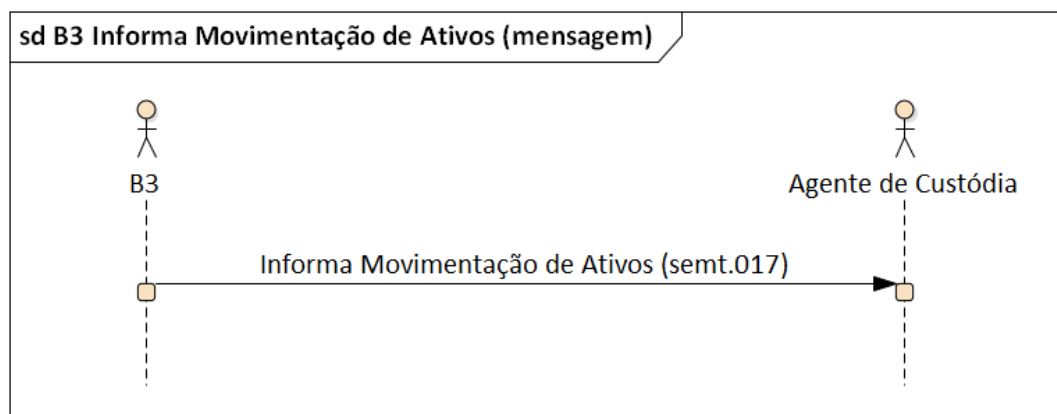 sd B3 Informa Movimentação de Ativos (mensagem)
B3
Agente de Custódia
Informa Movimentação de Ativos (semt.017)